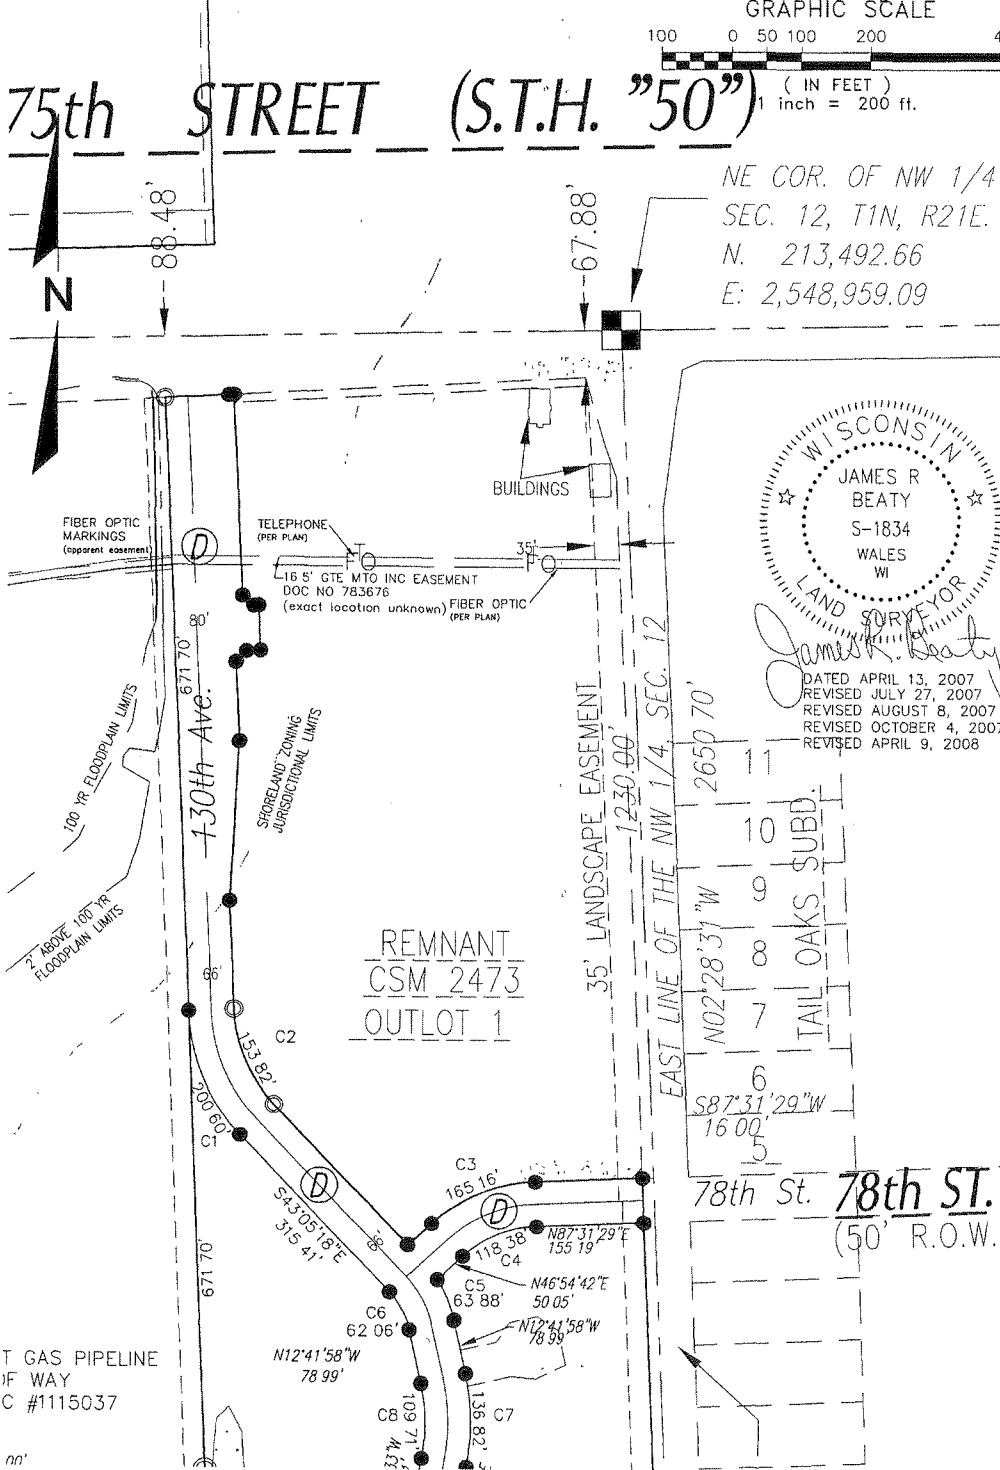 GRAPHIC SCALE
100 0 50 100 200
( IN FEET )
1 inch = 200 ft.
75th STREET (S.T.H. "50")
NE COR. OF NW 1/4
SEC. 12, T1N, R21E.
N. 213,492.66
E: 2,548,959.09
88.48'
67.88'
N
WISCONSIN
JAMES R
BEATY
S-1834
WALES
WI
LAND SURVEYOR
James R. Beaty
DATED APRIL 13, 2007
REVISED JULY 27, 2007
REVISED AUGUST 8, 2007
REVISED OCTOBER 4, 2007
REVISED APRIL 9, 2008
BUILDINGS
FIBER OPTIC
MARKINGS
(apparent easement)
D
TELEPHONE
(PER PLAN)
T
T
35'
16 5' GTE MTO INC EASEMENT
DOC NO 783676
(exact location unknown)
FIBER OPTIC
(PER PLAN)
80'
671 70'
130th Ave.
100 YR FLOODPLAIN LIMITS
SHORELAND ZONING
JURISDICTIONAL LIMITS
2' ABOVE 100 YR
FLOODPLAIN LIMITS
35' LANDSCAPE EASEMENT
1230.00'
EAST LINE OF THE NW 1/4, SEC. 12
2650 70'
N02°28'31"W
11
10
9
8
7
6
5
TAIL OAKS SUBD.
REMNANT
CSM 2473
OUTLOT 1
66'
C2
153 82'
200 60'
C1
S87°31'29"W
16 00'
78th St. 78th ST.
(50' R.O.W.
C3
165 16'
D
D
S43°05'18"E
315 41'
66'
118 38'
C4
N87°31'29"E
155 19'
C5
63 88'
N46°54'42"E
50 05'
C6
62 06'
N12°41'58"W
78 99'
N12°41'58"W
78 99'
671 70'
C8
109 71'
136 82'
C7
T GAS PIPELINE
OF WAY
C #1115037
00'